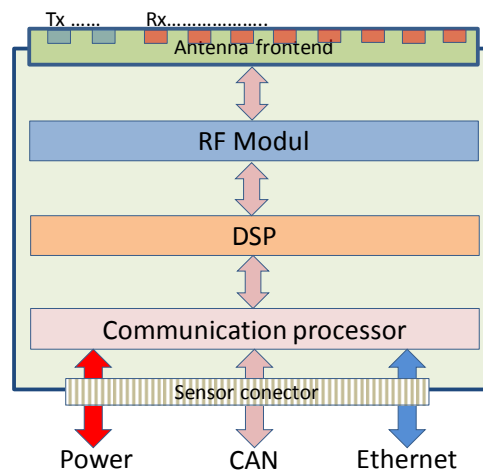 Tx ...... Rx....................
Antenna frontend
RF Modul
DSP
Communication processor
Sensor conector
Power CAN Ethernet